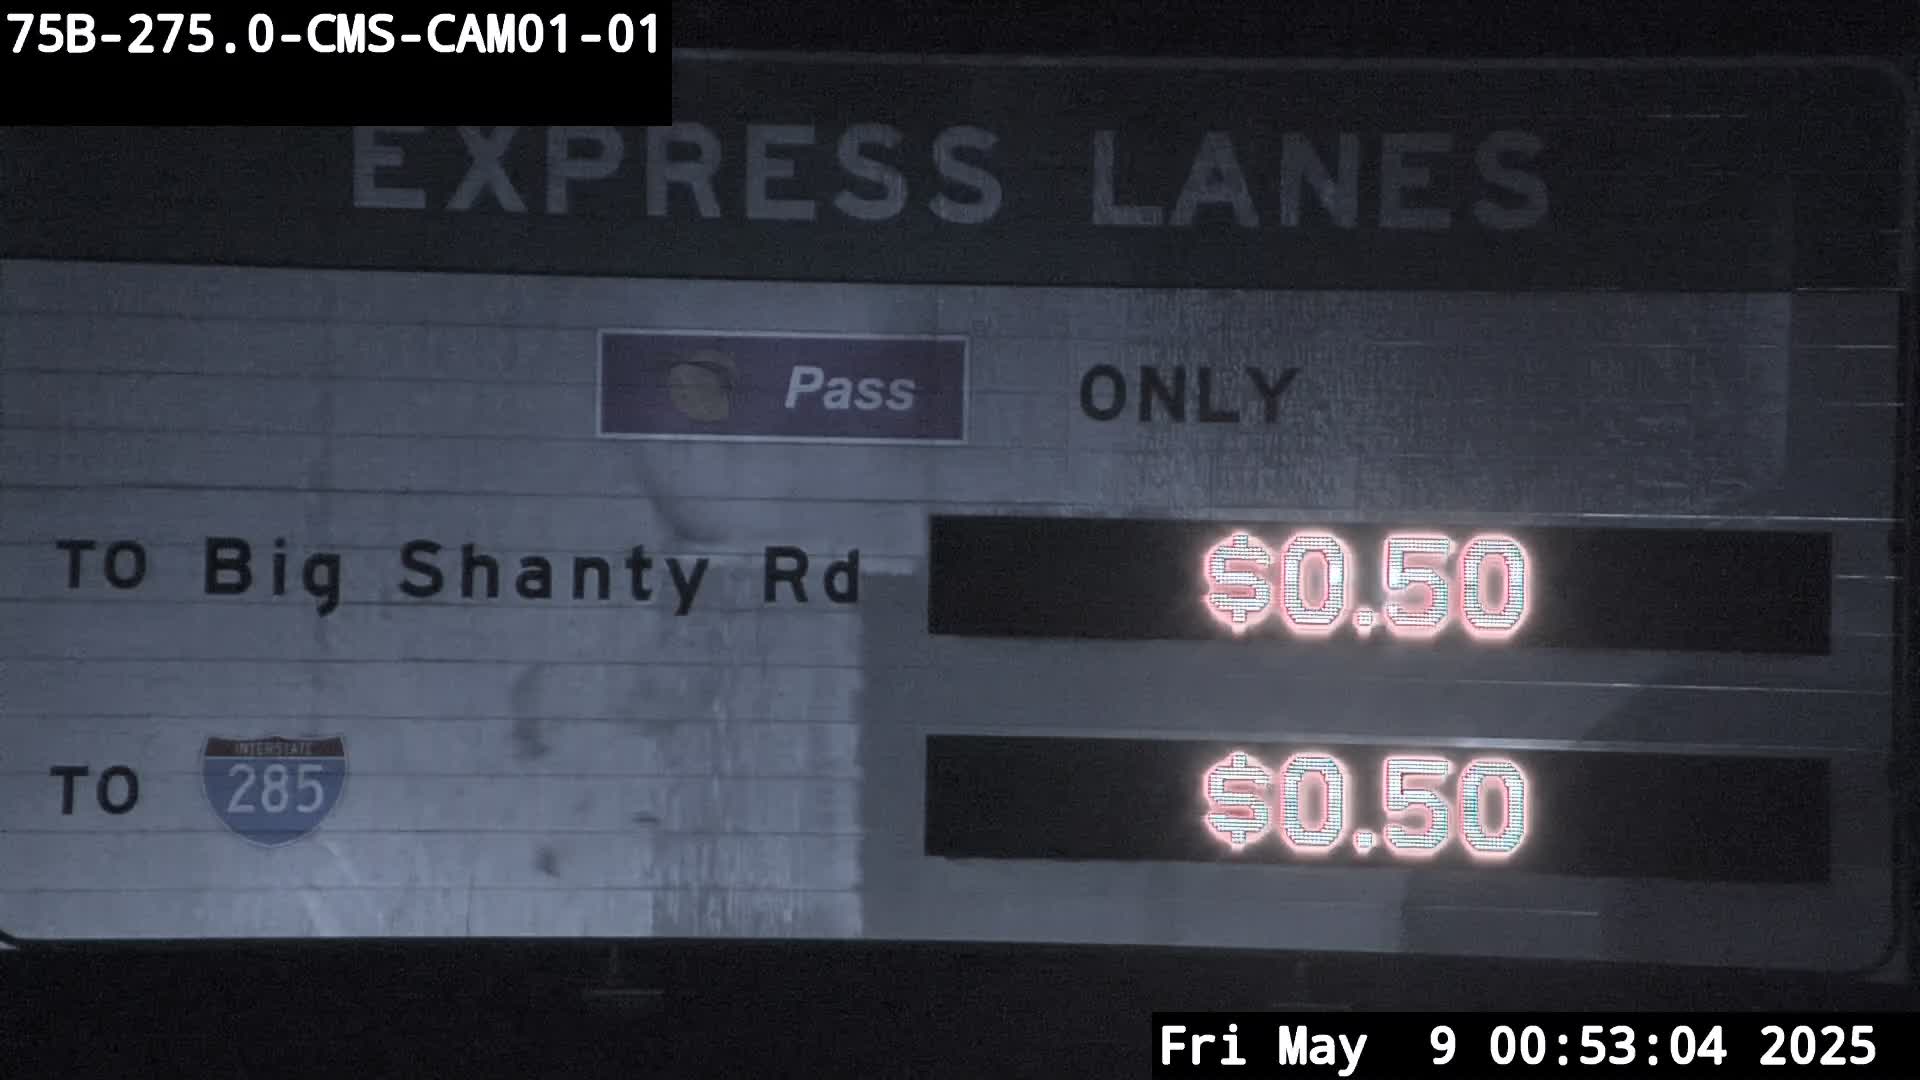 75B-275.0-CMS-CAM01-01
EXPRESS LANES
Pass ONLY
TO Big Shanty Rd $0.50
INTERSTATE
TO 285 $0.50
Fri May 9 00:53:04 2025